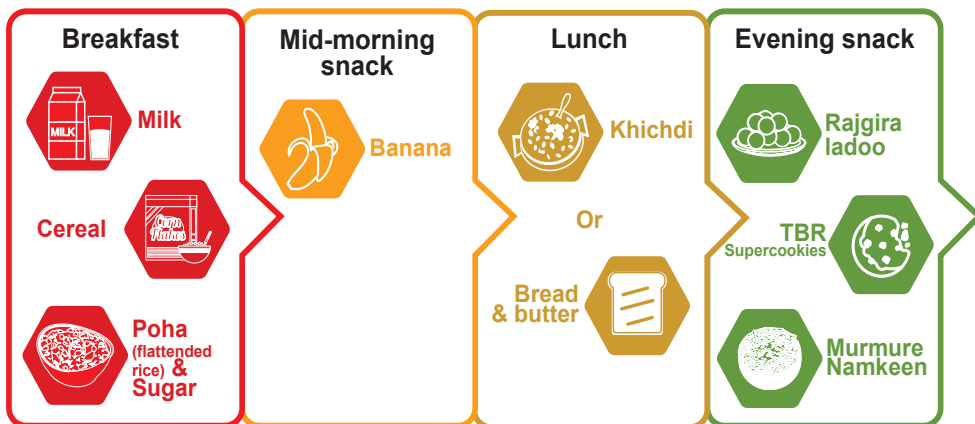 Breakfast
MILK
Milk
Cereal
Corn
Flakes
Poha
(flattended
rice) &
Sugar
Mid-morning
snack
Banana
Lunch
Khichdi
Or
Bread
& butter
Evening snack
Rajgira
ladoo
TBR
Supercookies
Murmure
Namkeen